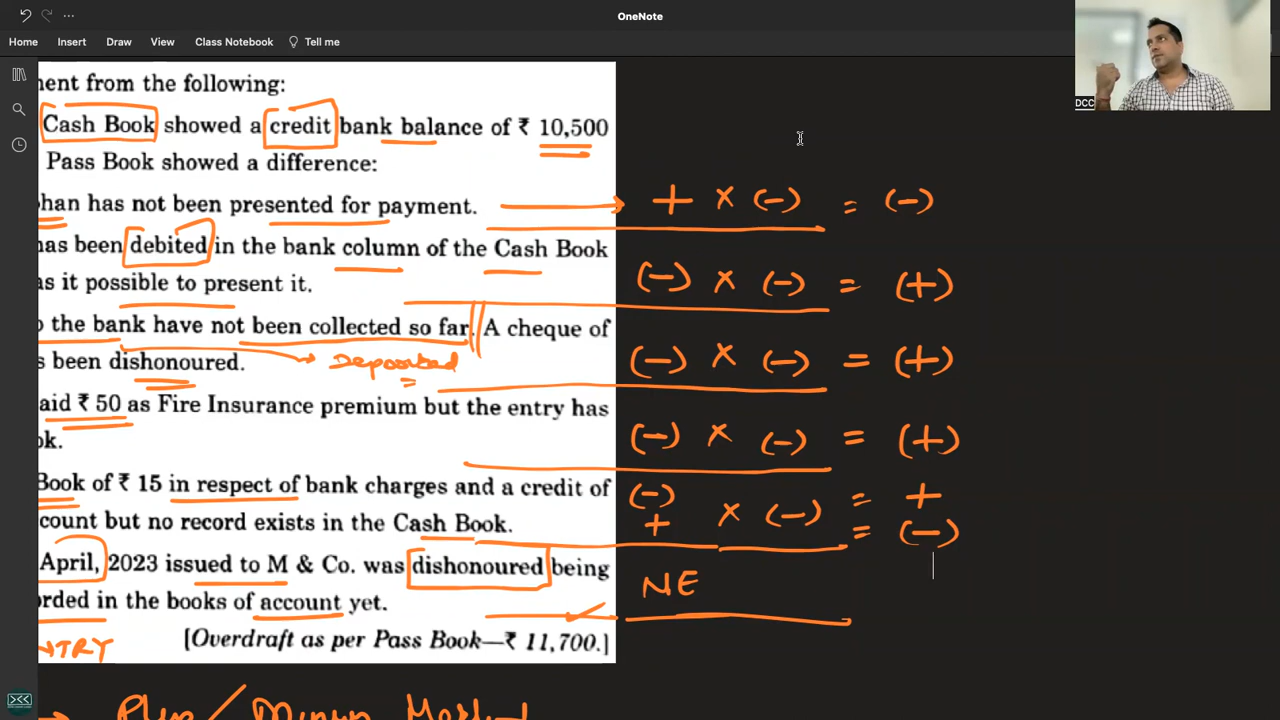 OneNote
Home Insert Draw View Class Notebook Tell me
DCC
nent from the following:
Cash Book showed a credit bank balance of ₹ 10,500
Pass Book showed a difference:
ohan has not been presented for payment. + × (−) = (−)
has been debited in the bank column of the Cash Book
as it possible to present it. (−) × (−) = (+)
o the bank have not been collected so far. A cheque of
s been dishonoured. Deposited (−) × (−) = (+)
aid ₹ 50 as Fire Insurance premium but the entry has
ok. (−) × (−) = (+)
Book of ₹ 15 in respect of bank charges and a credit of (−) = +
count but no record exists in the Cash Book. + × (−) = (−)
April, 2023 issued to M & Co. was dishonoured being NE
orded in the books of account yet.
[Overdraft as per Pass Book—₹ 11,700.]
NTRY
Plus/Minus Method